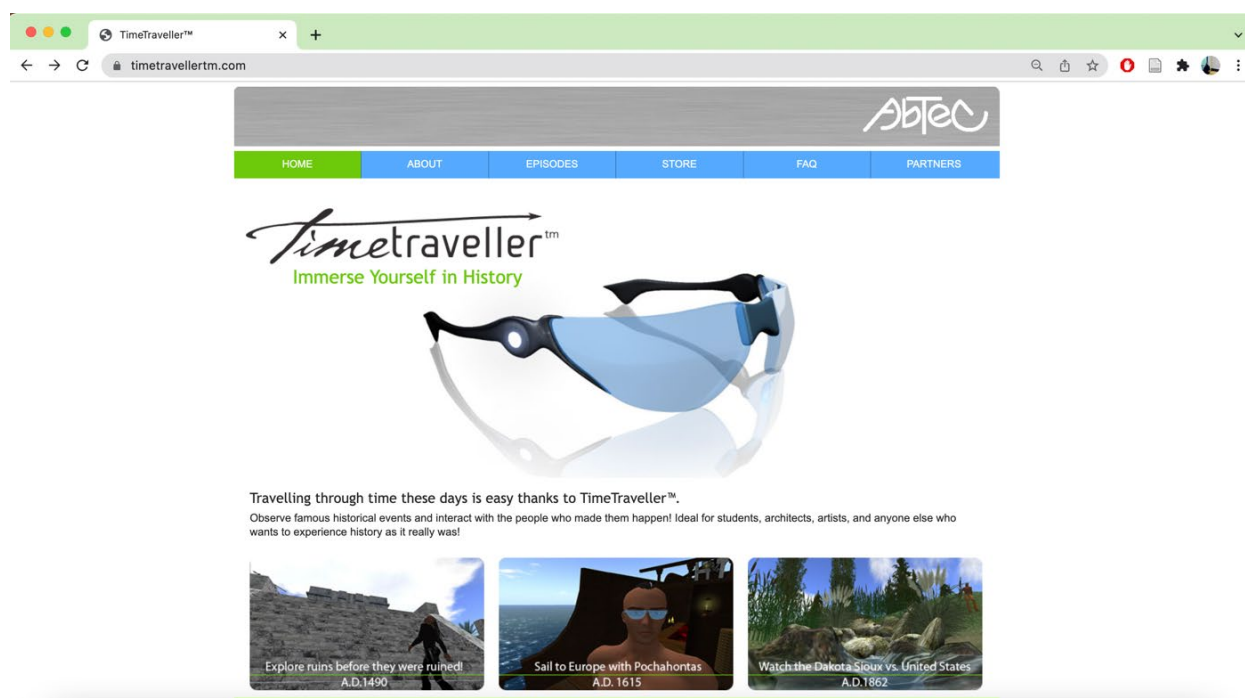 TimeTraveller™
timetravellertm.com
AbTeC
HOME ABOUT EPISODES STORE FAQ PARTNERS
Timetraveller™
Immerse Yourself in History
Travelling through time these days is easy thanks to TimeTraveller™.
Observe famous historical events and interact with the people who made them happen! Ideal for students, architects, artists, and anyone else who
wants to experience history as it really was!
Explore ruins before they were ruined!
A.D.1490
Sail to Europe with Pochahontas
A.D. 1615
Watch the Dakota Sioux vs. United States
A.D.1862